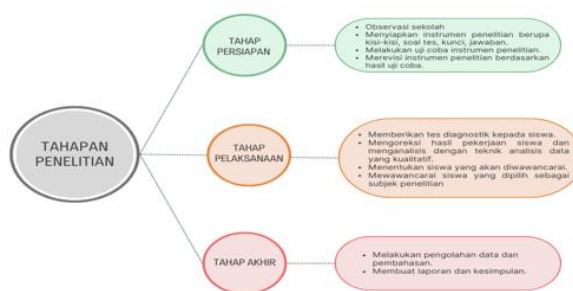 TAHAPAN
PENELITIAN
TAHAP
PERSIAPAN
• Observasi sekolah
• Menyiapkan instrumen penelitian berupa
kisi-kisi, soal tes, kunci, jawaban.
• Melakukan uji coba instrumen penelitian.
• Merevisi instrumen penelitian berdasarkan
hasil uji coba.
TAHAP
PELAKSANAAN
• Memberikan tes diagnostik kepada siswa.
• Mengoreksi hasil pekerjaan siswa dan
menganalisis dengan teknik analisis data
yang kualitatif.
• Menentukan siswa yang akan diwawancarai.
• Mewawancarai siswa yang dipilih sebagai
subjek penelitian
TAHAP AKHIR
• Melakukan pengolahan data dan
pembahasan.
• Membuat laporan dan kesimpulan.